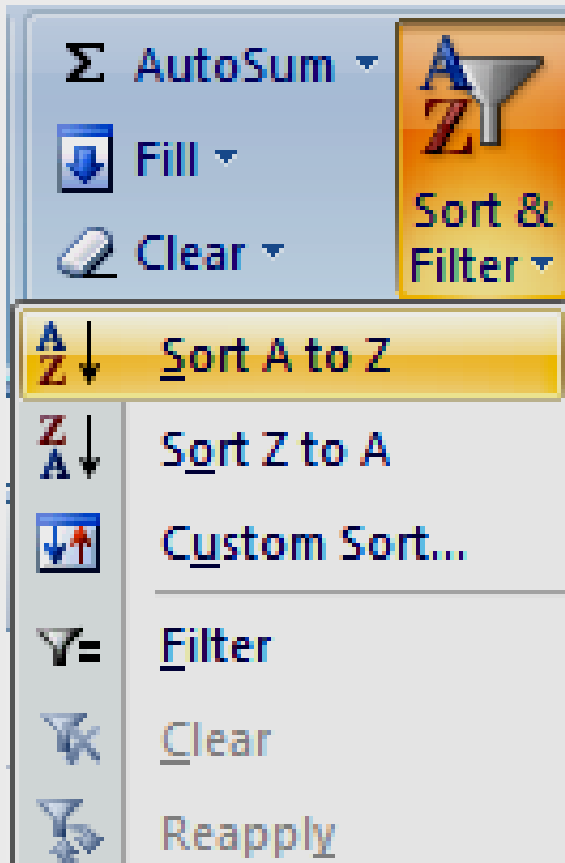 Σ AutoSum
Fill
Clear
Sort &
Filter
Sort A to Z
Sort Z to A
Custom Sort...
Filter
Clear
Reapply